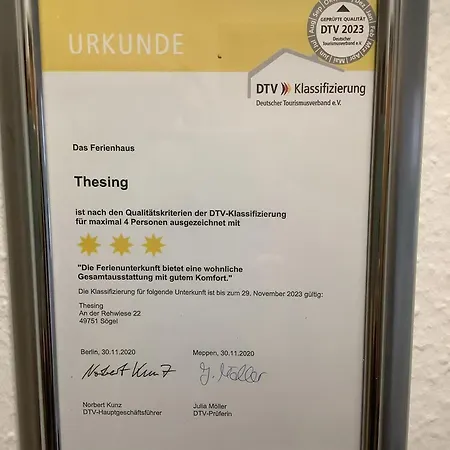 URKUNDE
GEPRÜFTE QUALITÄT
DTV 2023
Deutscher
Tourismusverband e.V.
DTV Klassifizierung
Deutscher Tourismusverband e.V.
Das Ferienhaus
Thesing
ist nach den Qualitätskriterien der DTV-Klassifizierung
für maximal 4 Personen ausgezeichnet mit
"Die Ferienunterkunft bietet eine wohnliche
Gesamtausstattung mit gutem Komfort."
Die Klassifizierung für folgende Unterkunft ist bis zum 29. November 2023 gültig:
Thesing
An der Rehwiese 22
49751 Sögel
Berlin, 30.11.2020 Meppen, 30.11.2020
Norbert Kunz J. Möller
Norbert Kunz Julia Möller
DTV-Hauptgeschäftsführer DTV-Prüferin